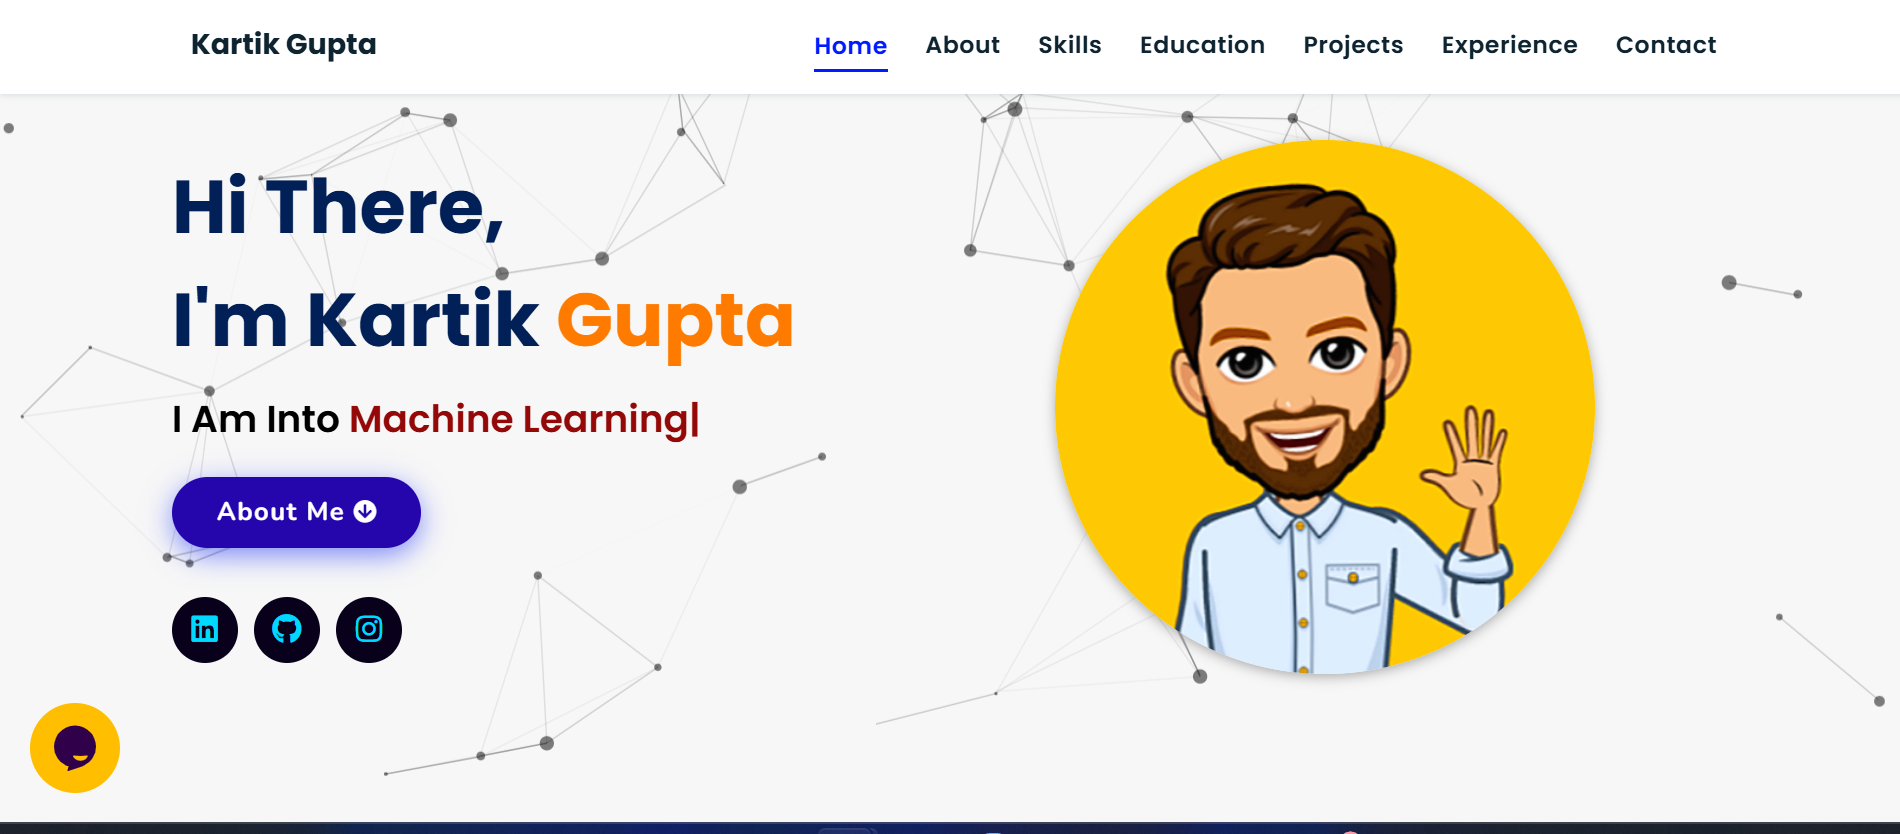 Kartik Gupta
Home About Skills Education Projects Experience Contact
Hi There,
I'm Kartik Gupta
I Am Into Machine Learning|
About Me